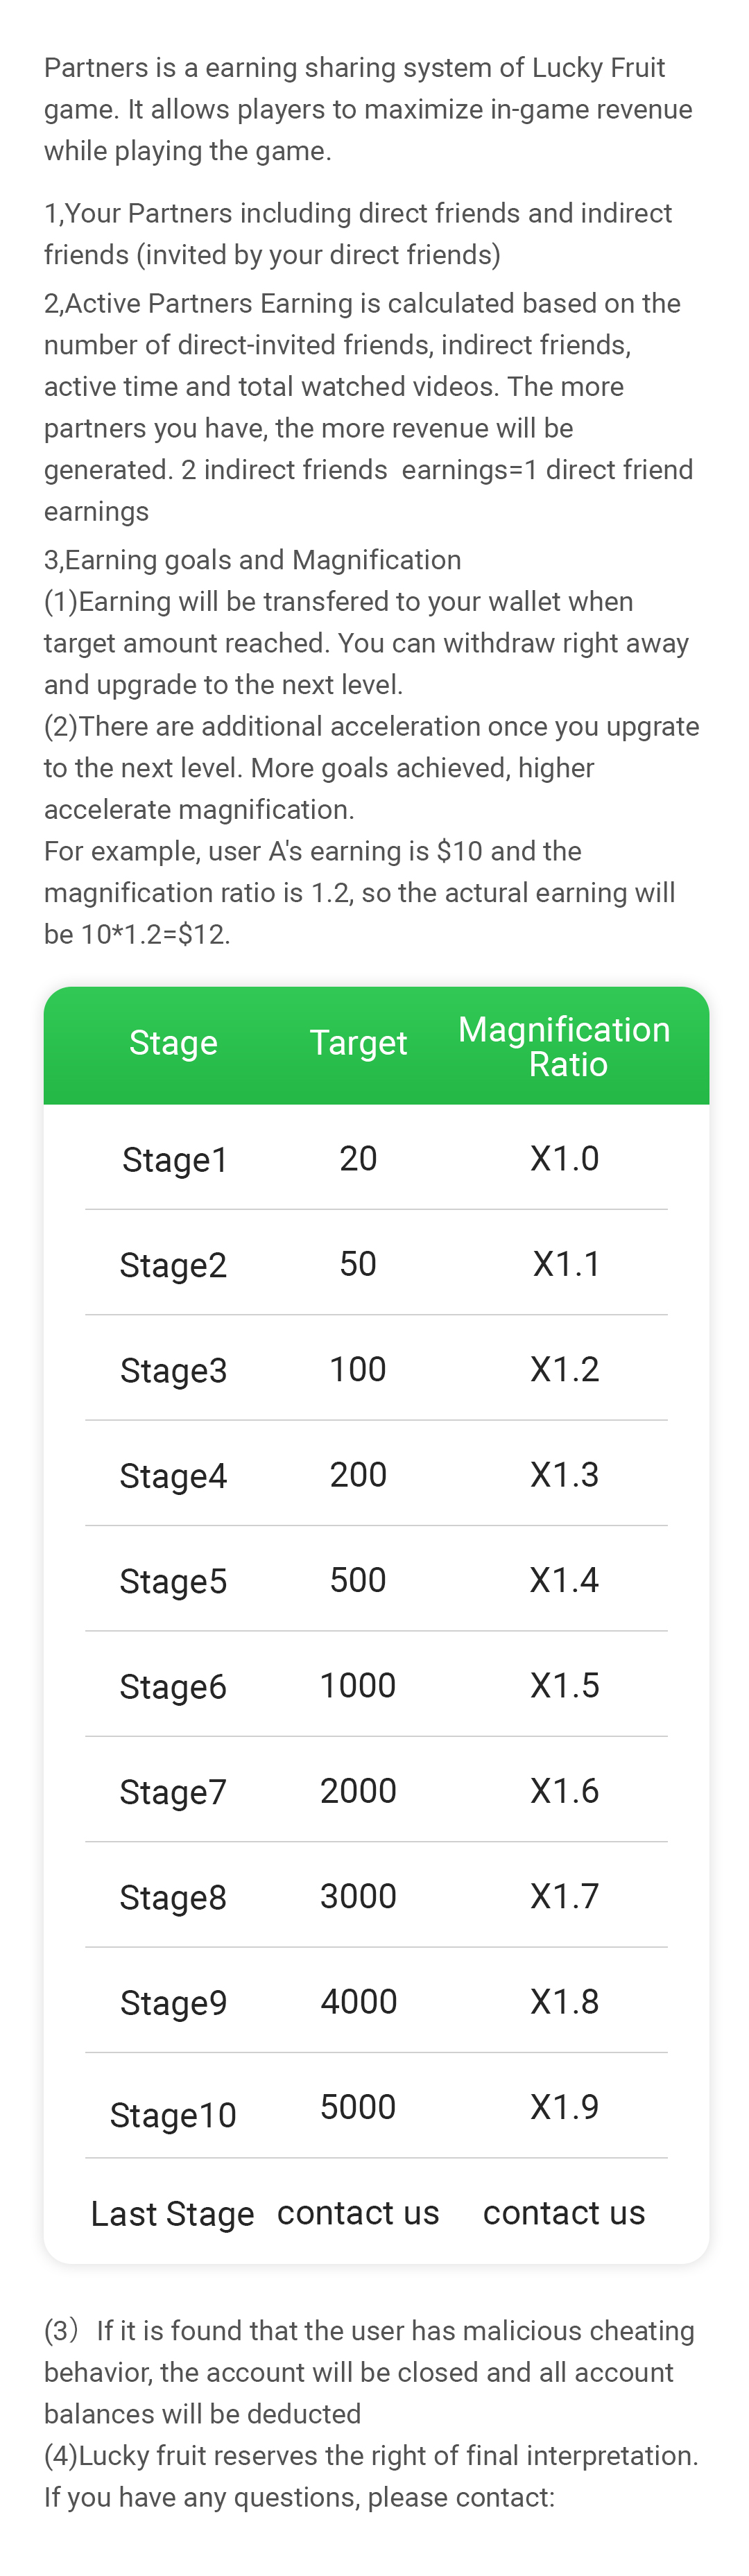 Partners is a earning sharing system of Lucky Fruit
game. It allows players to maximize in-game revenue
while playing the game.
1,Your Partners including direct friends and indirect
friends (invited by your direct friends)
2,Active Partners Earning is calculated based on the
number of direct-invited friends, indirect friends,
active time and total watched videos. The more
partners you have, the more revenue will be
generated. 2 indirect friends  earnings=1 direct friend
earnings
3,Earning goals and Magnification
(1)Earning will be transfered to your wallet when
target amount reached. You can withdraw right away
and upgrade to the next level.
(2)There are additional acceleration once you upgrate
to the next level. More goals achieved, higher
accelerate magnification.
For example, user A's earning is $10 and the
magnification ratio is 1.2, so the actural earning will
be 10*1.2=$12.
Stage Target Magnification
Ratio
Stage1 20 X1.0
Stage2 50 X1.1
Stage3 100 X1.2
Stage4 200 X1.3
Stage5 500 X1.4
Stage6 1000 X1.5
Stage7 2000 X1.6
Stage8 3000 X1.7
Stage9 4000 X1.8
Stage10 5000 X1.9
Last Stage contact us contact us
(3） If it is found that the user has malicious cheating
behavior, the account will be closed and all account
balances will be deducted
(4)Lucky fruit reserves the right of final interpretation.
If you have any questions, please contact: